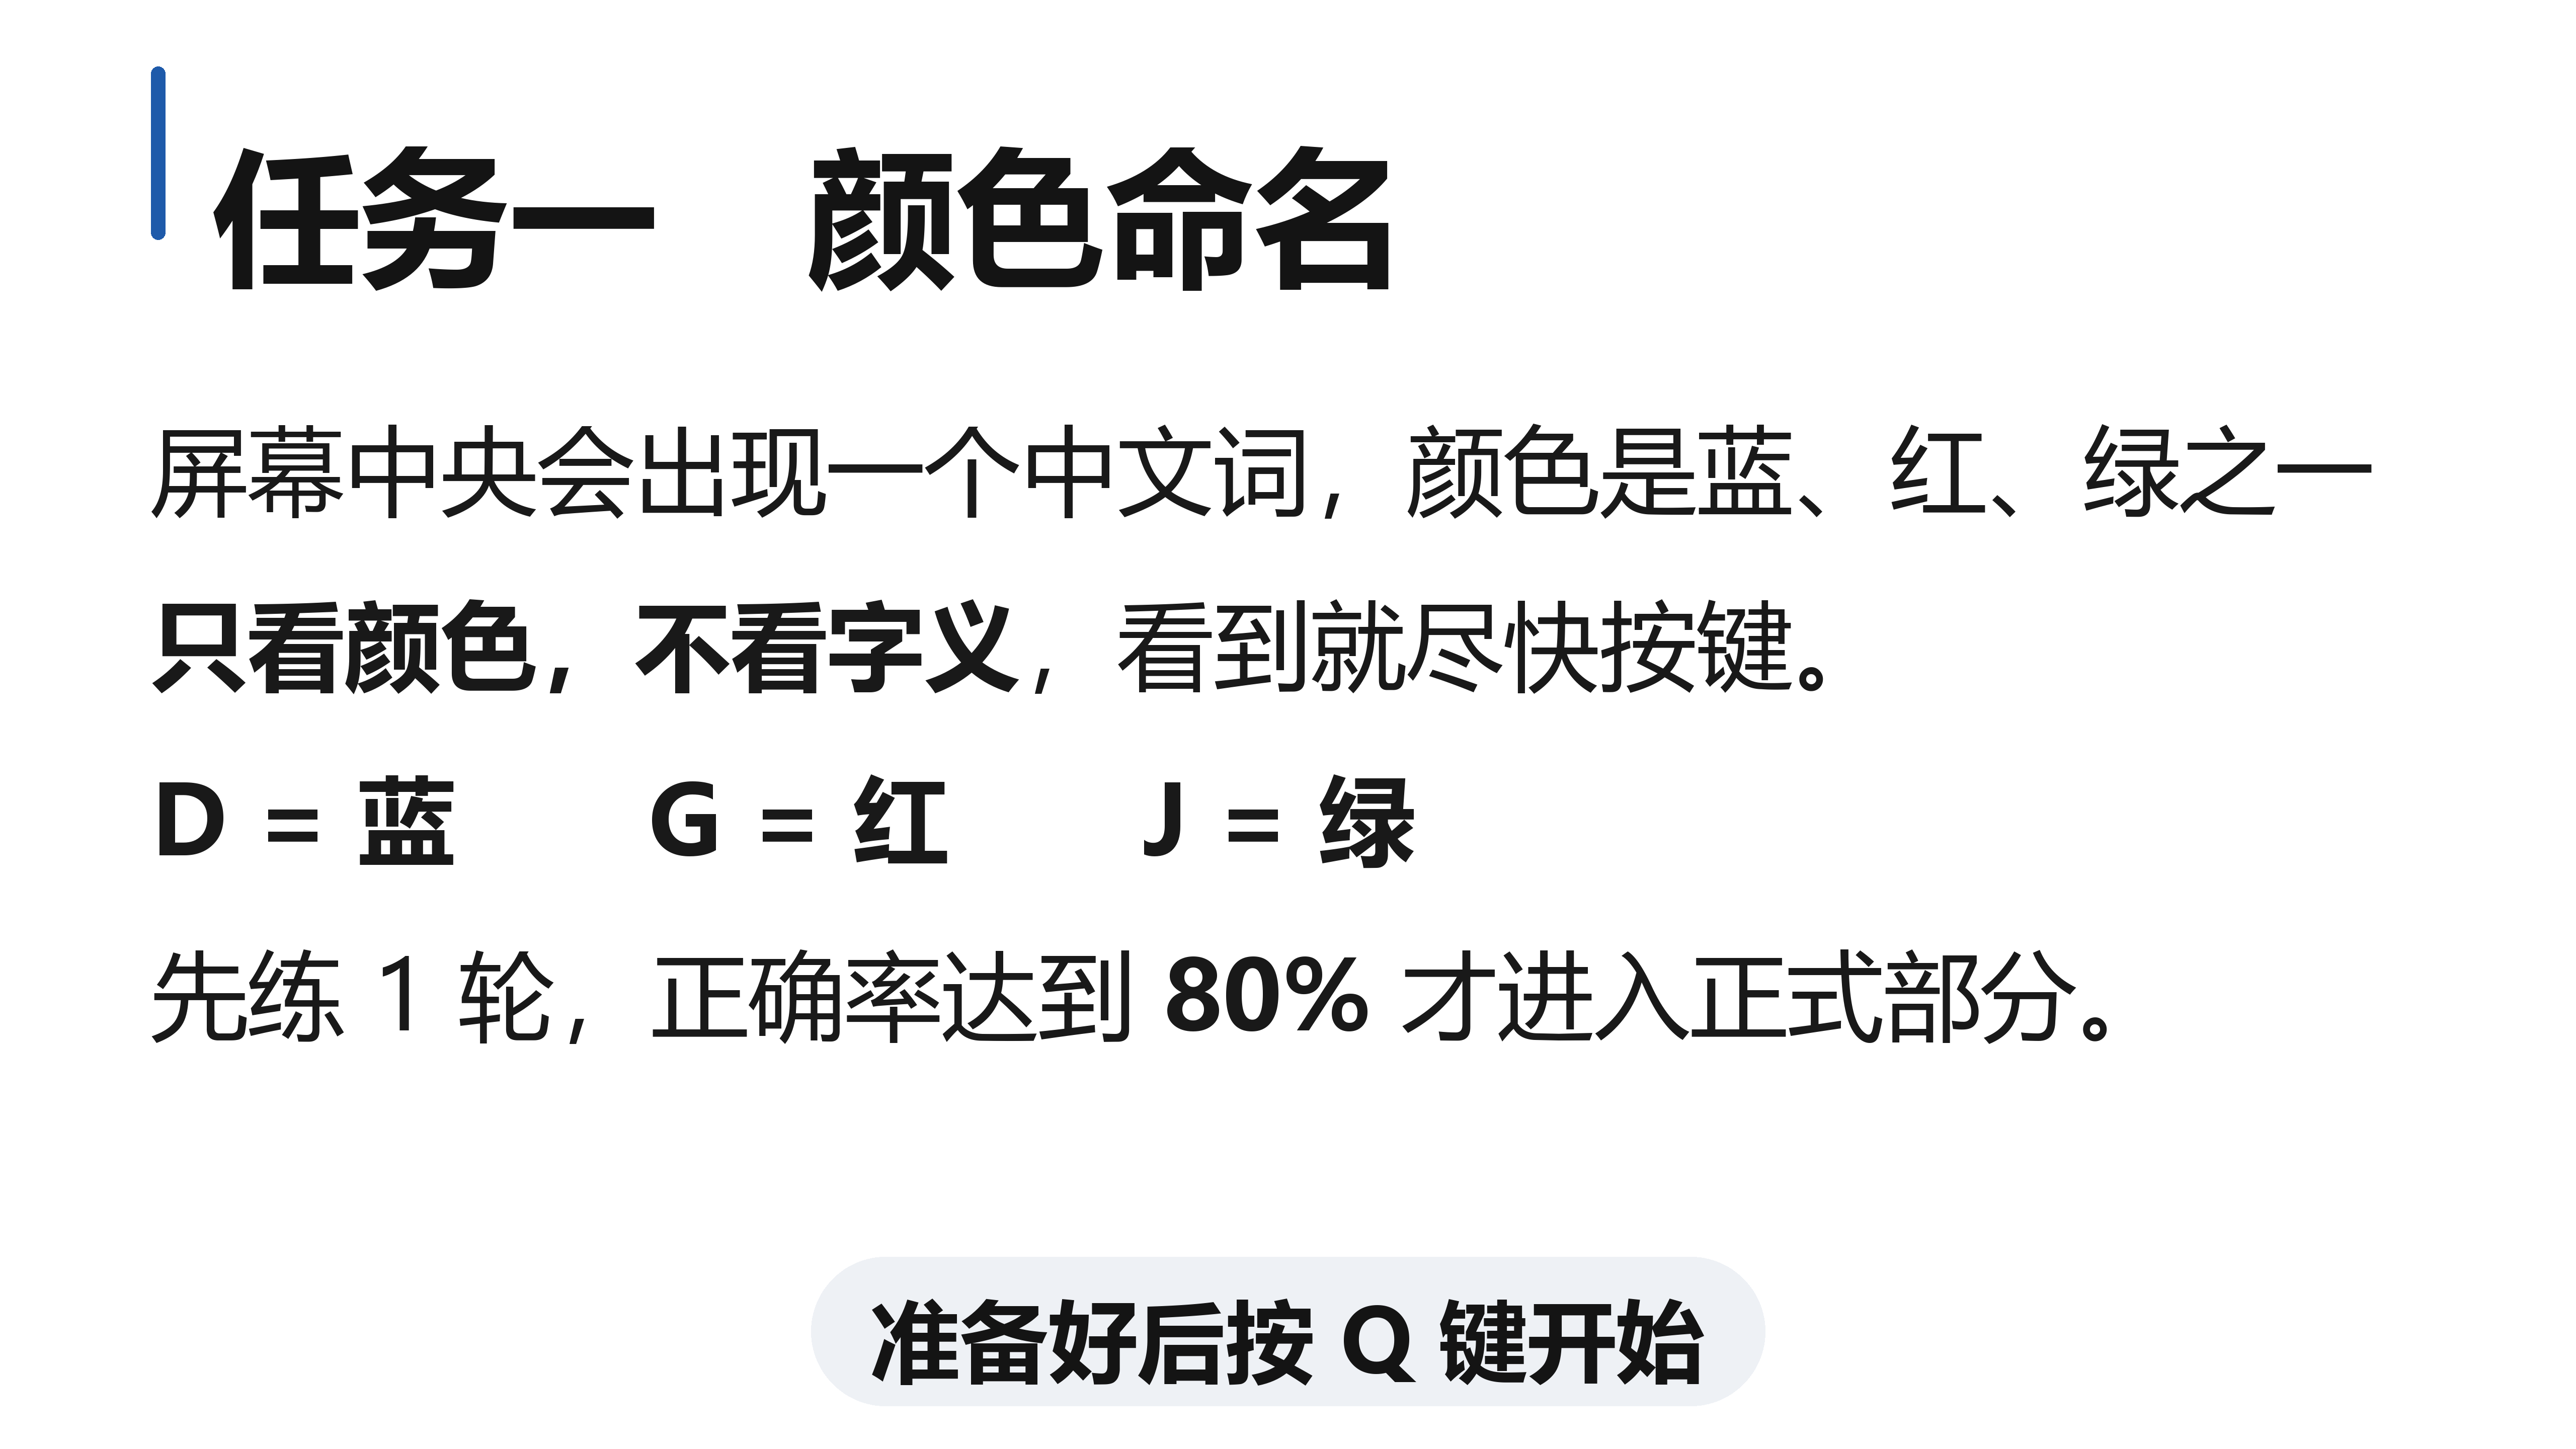 任务一　颜色命名
屏幕中央会出现一个中文词，颜色是蓝、红、绿之一
只看颜色，不看字义，看到就尽快按键。
D = 蓝　　G = 红　　J = 绿
先练 1 轮，正确率达到 80% 才进入正式部分。
准备好后按 Q 键开始